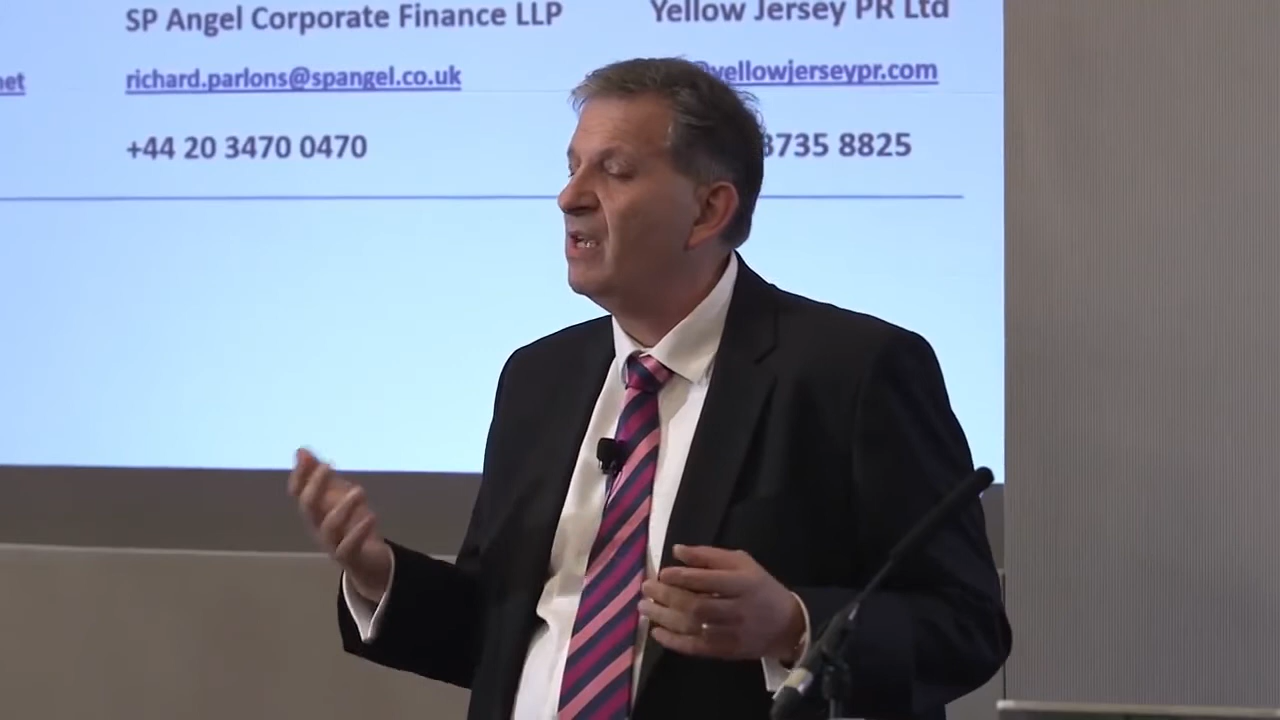 SP Angel Corporate Finance LLP
Yellow Jersey PR Ltd
richard.parlons@spangel.co.uk
@yellowjerseypr.com
+44 20 3470 0470
8735 8825